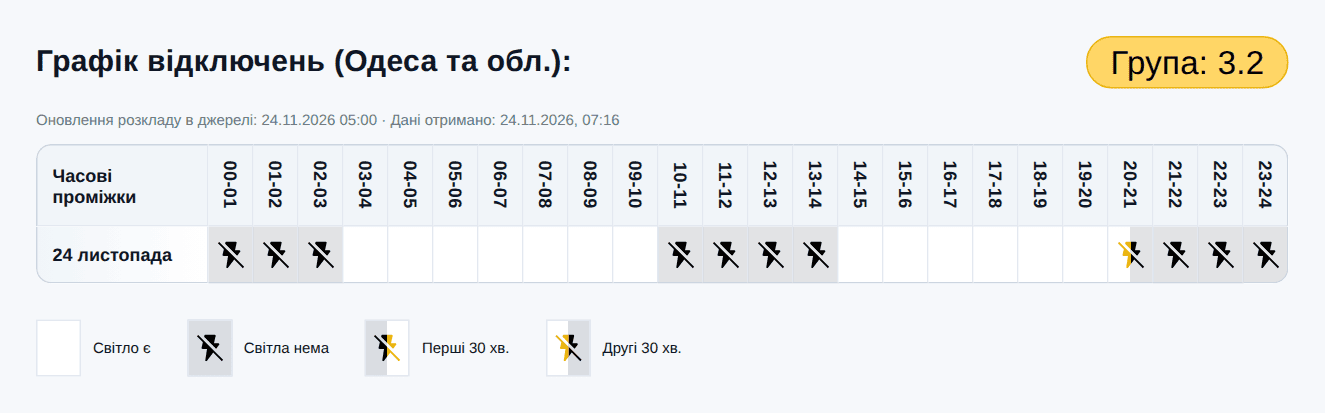 Графік відключень (Одеса та обл.):
Група: 3.2
Оновлення розкладу в джерелі: 24.11.2026 05:00 · Дані отримано: 24.11.2026, 07:16
Часові
проміжки
00-01 01-02 02-03 03-04 04-05 05-06 06-07 07-08 08-09 09-10 10-11 11-12 12-13 13-14 14-15 15-16 16-17 17-18 18-19 19-20 20-21 21-22 22-23 23-24
24 листопада
Світло є Світла нема Перші 30 хв. Другі 30 хв.